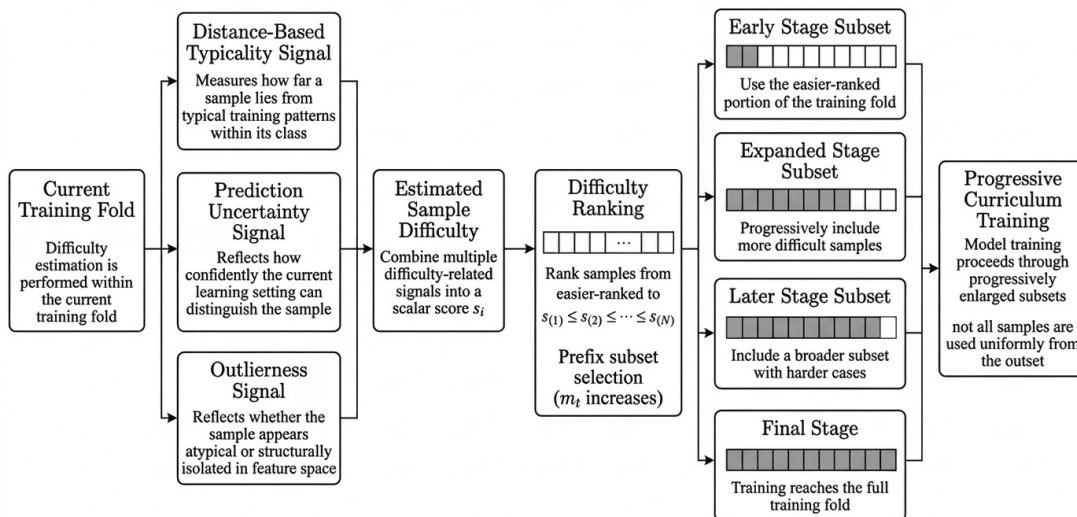 Current
Training Fold
Difficulty
estimation is
performed within
the current
training fold
Distance-Based
Typicality Signal
Measures how far
a sample lies from
typical training
patterns within its
class
Prediction
Uncertainty
Signal
Reflects how
confidently the current
learning setting can
distinguish the sample
Outlierness
Signal
Reflects whether the
sample appears
atypical or structurally
isolated in feature space
Estimated
Sample
Difficulty
Combine multiple
difficulty-related
signals into a
scalar score s_i
Difficulty
Ranking
...
Rank samples from
easier-ranked to
s_(1) ≤ s_(2) ≤ ⋯ ≤ s_(N)
Prefix subset
selection
(m_t increases)
Early Stage Subset
Use the easier-ranked
portion of the training fold
Expanded Stage
Subset
Progressively include
more difficult samples
Later Stage Subset
Include a broader subset
with harder cases
Final Stage
Training reaches the full
training fold
Progressive
Curriculum
Training
Model training
proceeds through
progressively
enlarged subsets
not all samples are
used uniformly from
the outset